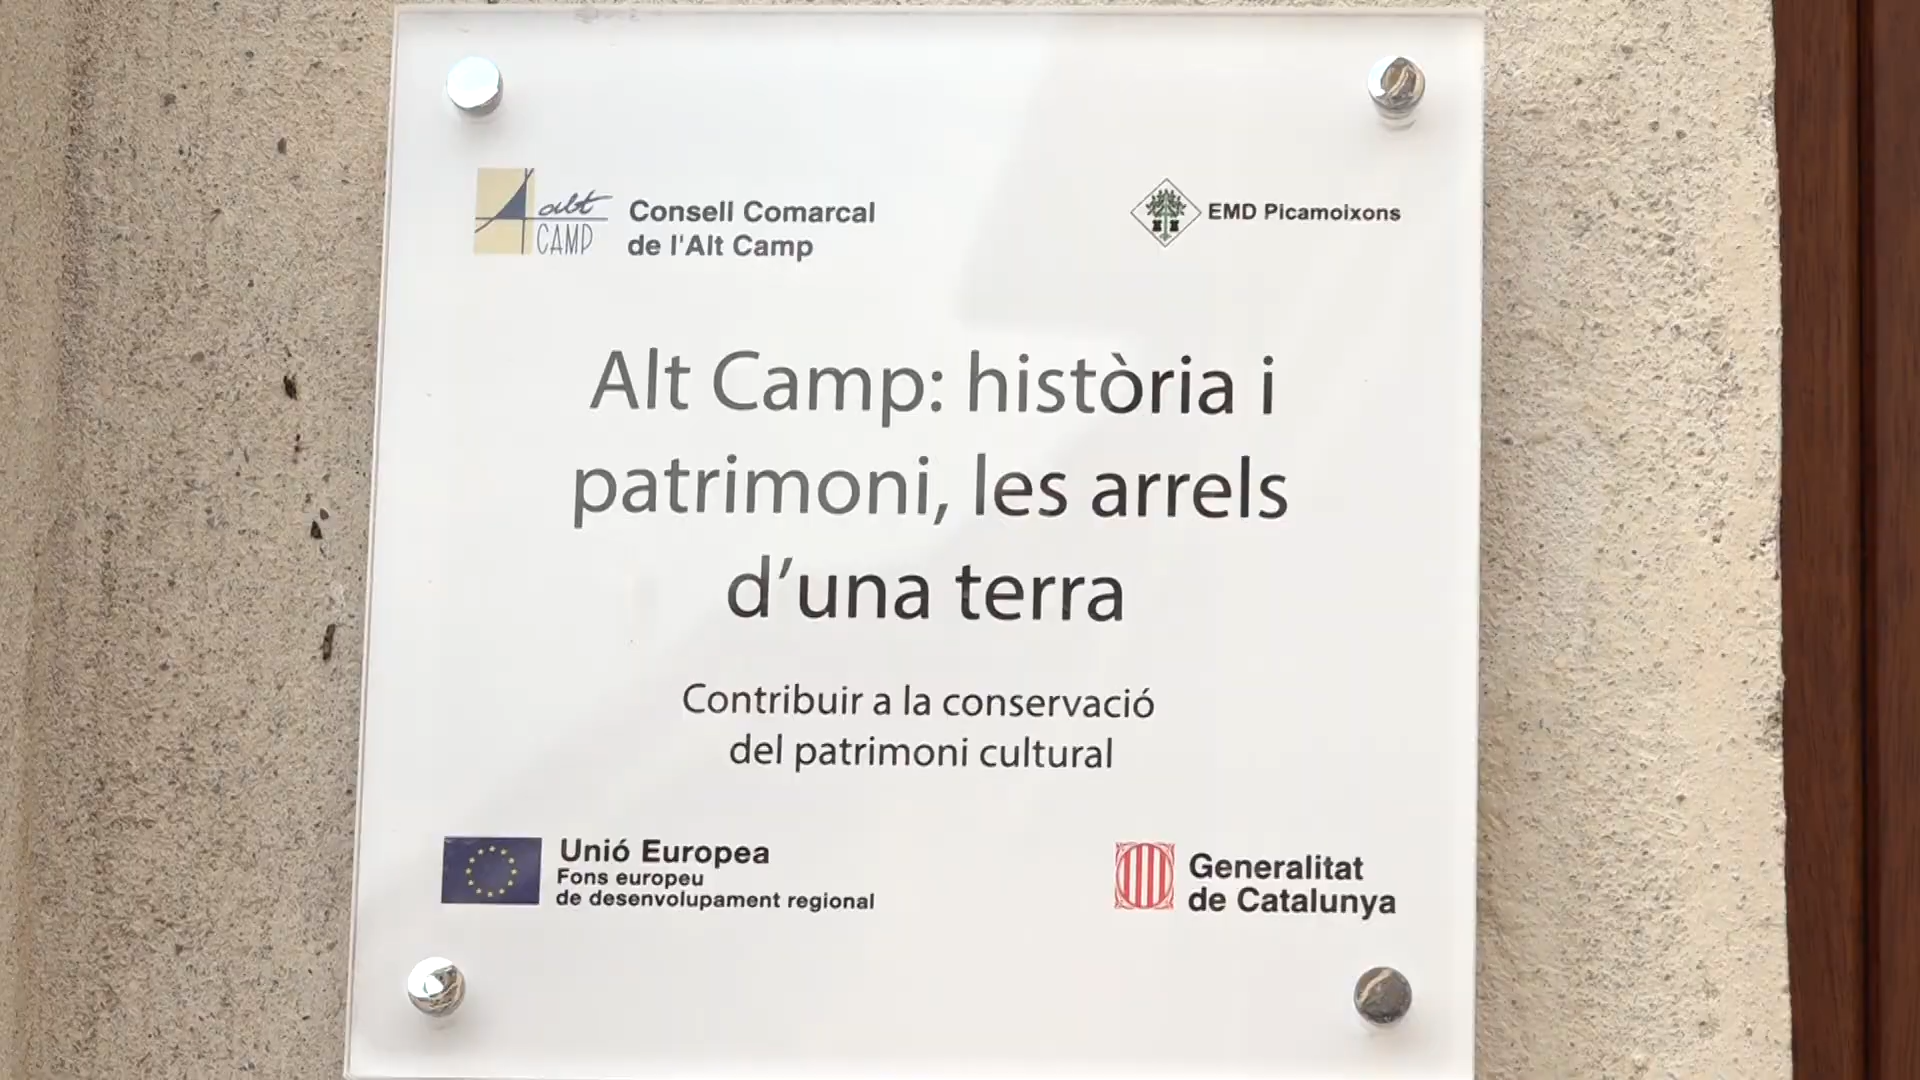 alt
CAMP
Consell Comarcal
de l'Alt Camp
EMD Picamoixons
Alt Camp: història i
patrimoni, les arrels
d’una terra
Contribuir a la conservació
del patrimoni cultural
Unió Europea
Fons europeu
de desenvolupament regional
Generalitat
de Catalunya